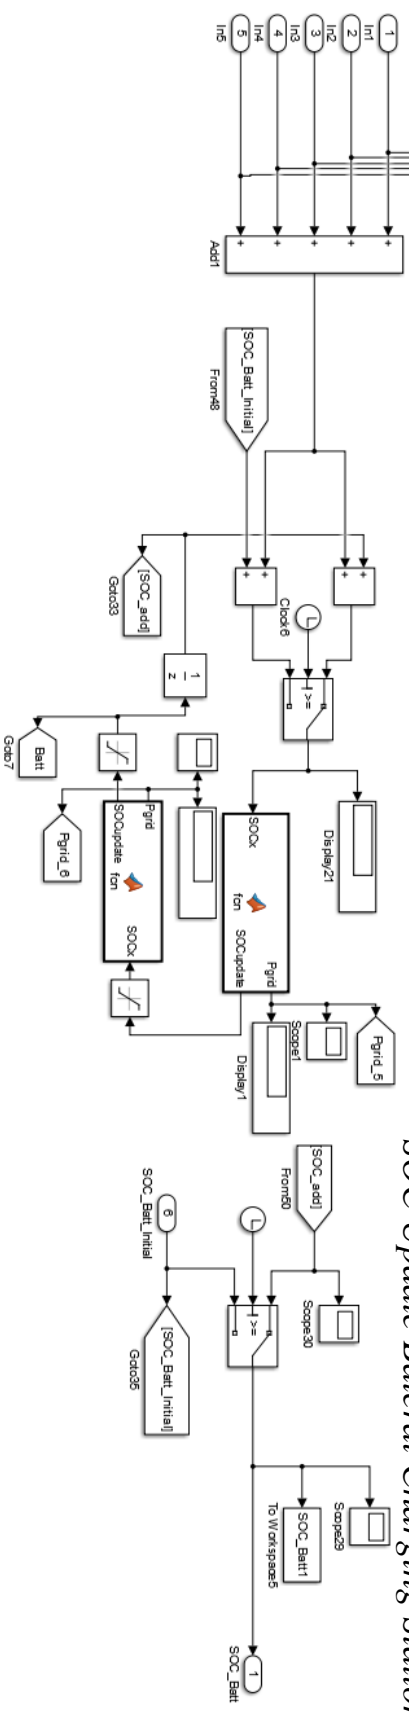 SOC Update Baterai Charging Station
1
In1
2
In2
3
In3
4
In4
5
In5
+
+
+
+
+
Add1
[SOC_Batt_Initial]
From48
+
+
+
+
Clock6
>=
Display21
SOCx
fcn
Pgrid
SOCupdate
Pgrid_5
Scope1
Display1
[SOC_add]
Goto33
1
z
Batt
Goto7
Pgrid_6
Pgrid
SOCupdate
fcn
SOCx
[SOC_add]
From50
Scope30
>=
6
SOC_Batt_Initial
[SOC_Batt_Initial]
Goto35
Scope29
SOC_Batt1
To Workspace5
1
SOC_Batt